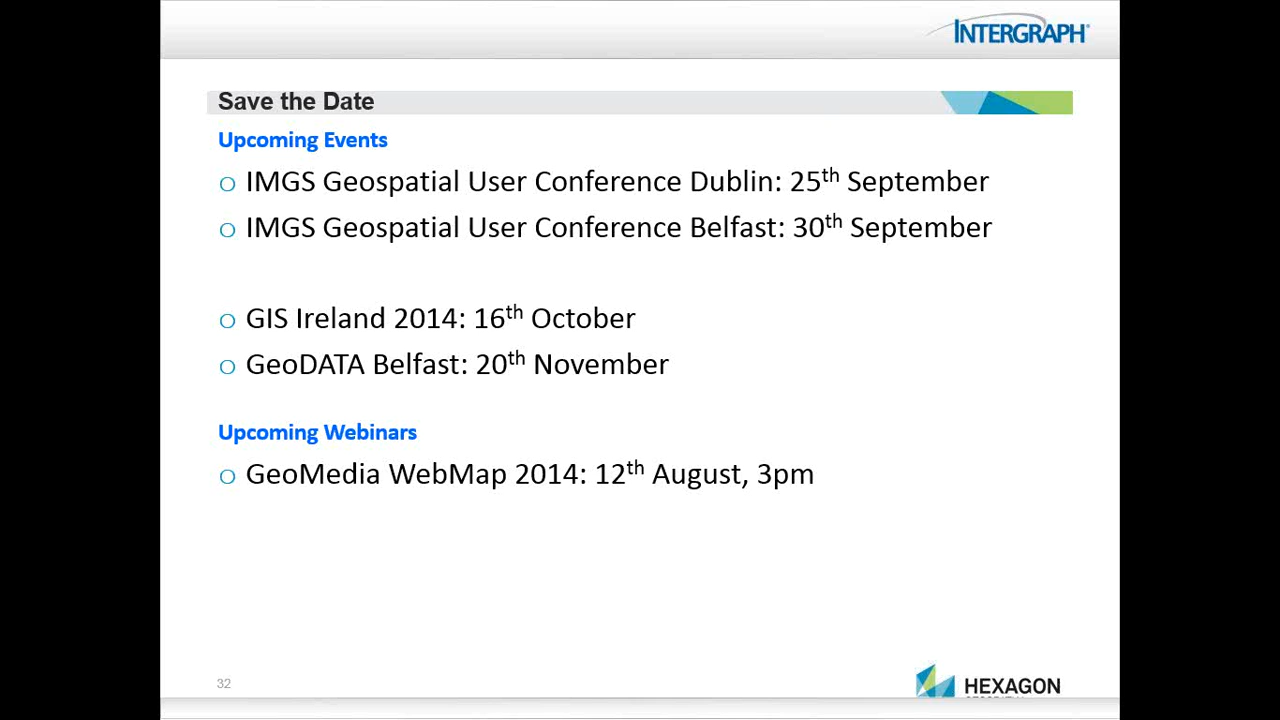 INTERGRAPH
Save the Date
Upcoming Events
o IMGS Geospatial User Conference Dublin: 25th September
o IMGS Geospatial User Conference Belfast: 30th September
o GIS Ireland 2014: 16th October
o GeoDATA Belfast: 20th November
Upcoming Webinars
o GeoMedia WebMap 2014: 12th August, 3pm
32
HEXAGON